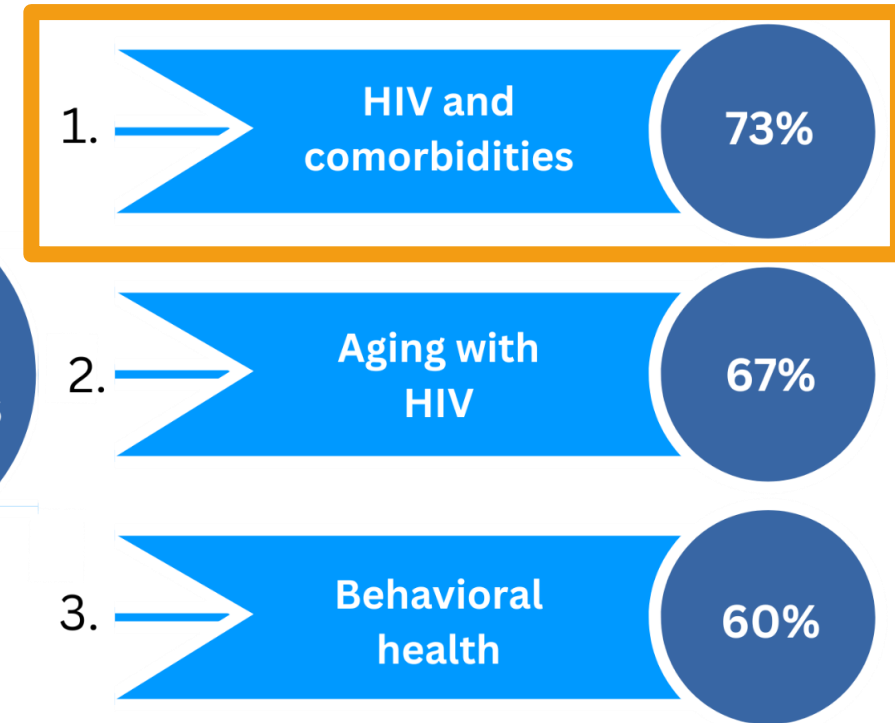 1.
HIV and
comorbidities
73%
2.
Aging with
HIV
67%
3.
Behavioral
health
60%